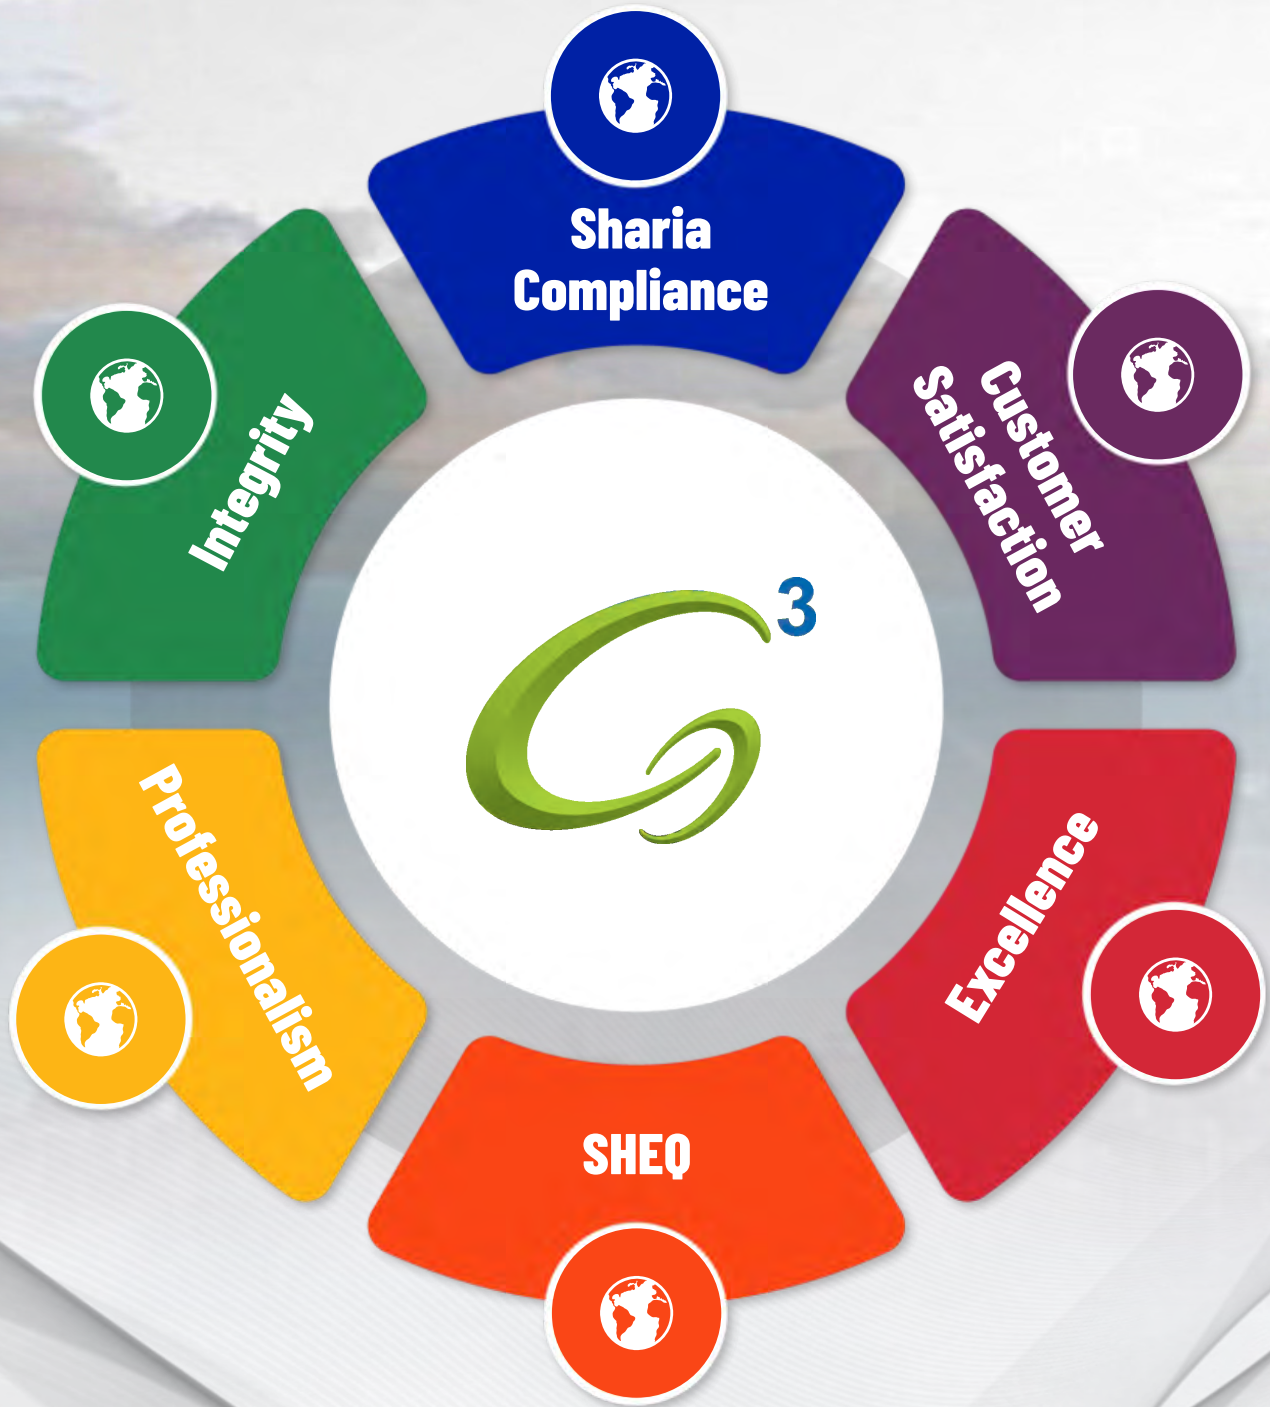 Sharia
Compliance
Customer
Satisfaction
Excellence
SHEQ
Professionalism
Integrity
G3